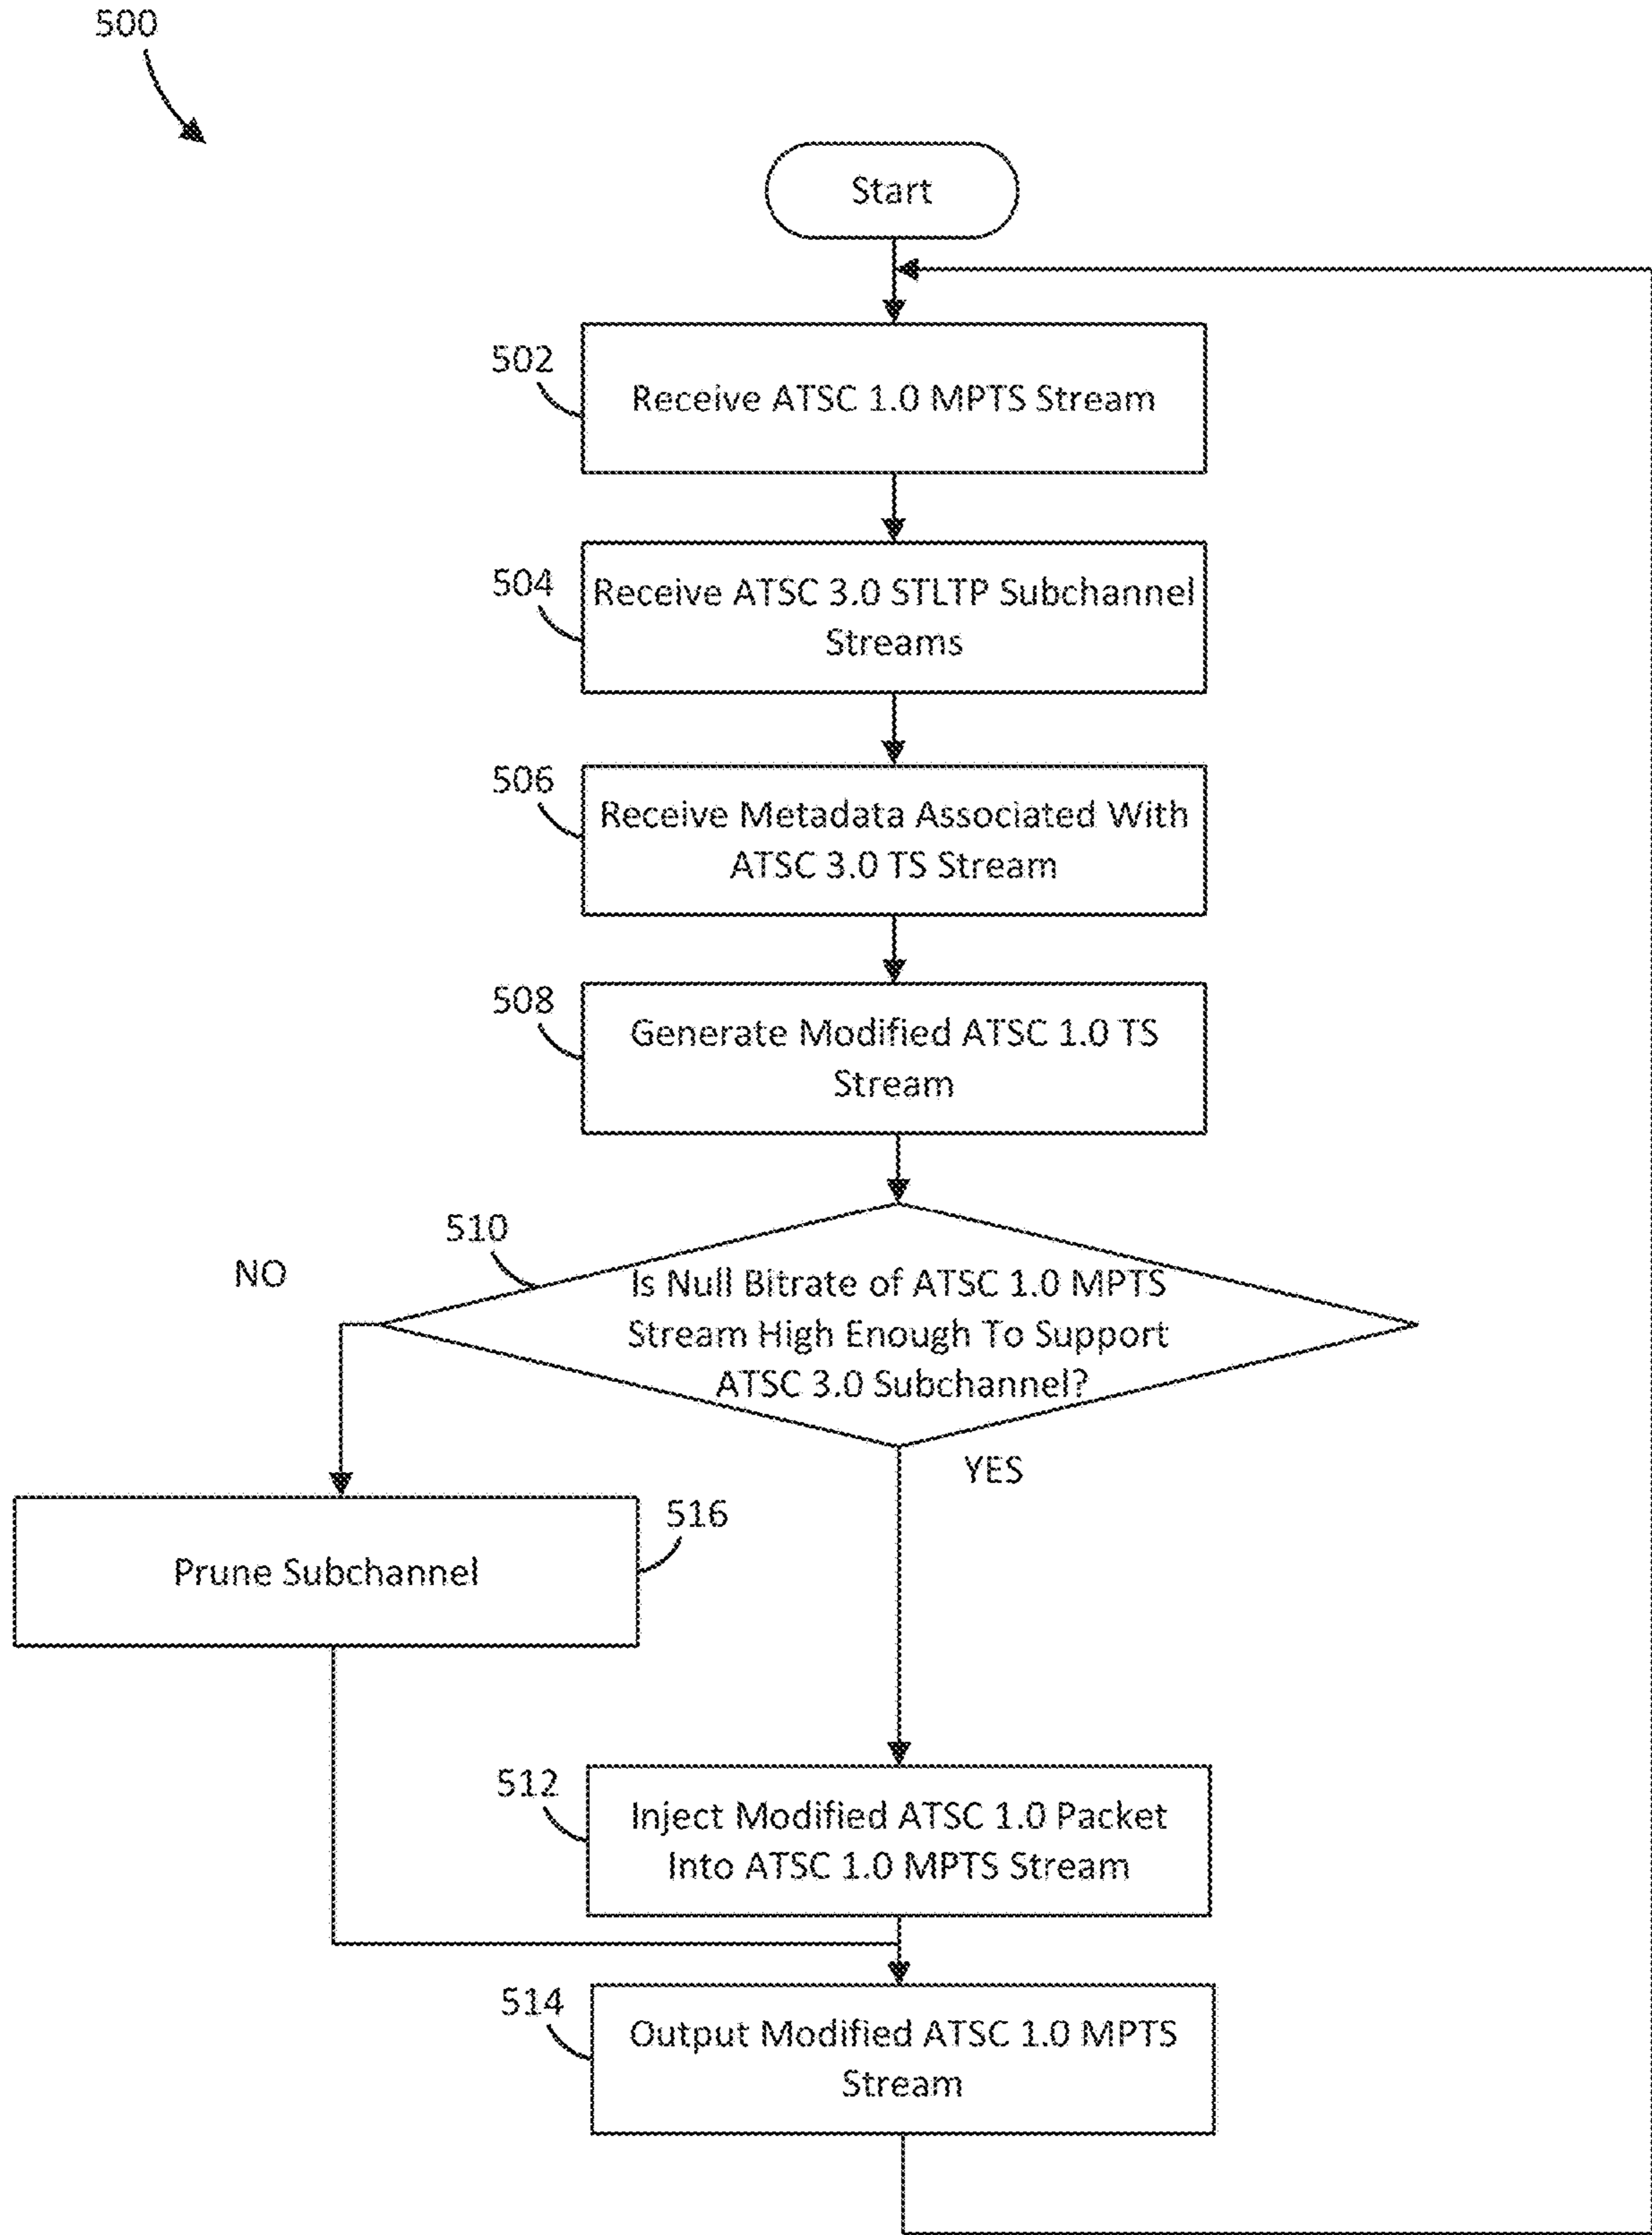 500
Start
502
Receive ATSC 1.0 MPTS Stream
504
Receive ATSC 3.0 STLTP Subchannel
Streams
506
Receive Metadata Associated With
ATSC 3.0 TS Stream
508
Generate Modified ATSC 1.0 TS
Stream
510
NO
Is Null Bitrate of ATSC 1.0 MPTS
Stream High Enough To Support
ATSC 3.0 Subchannel?
YES
516
Prune Subchannel
512
Inject Modified ATSC 1.0 Packet
Into ATSC 1.0 MPTS Stream
514
Output Modified ATSC 1.0 MPTS
Stream